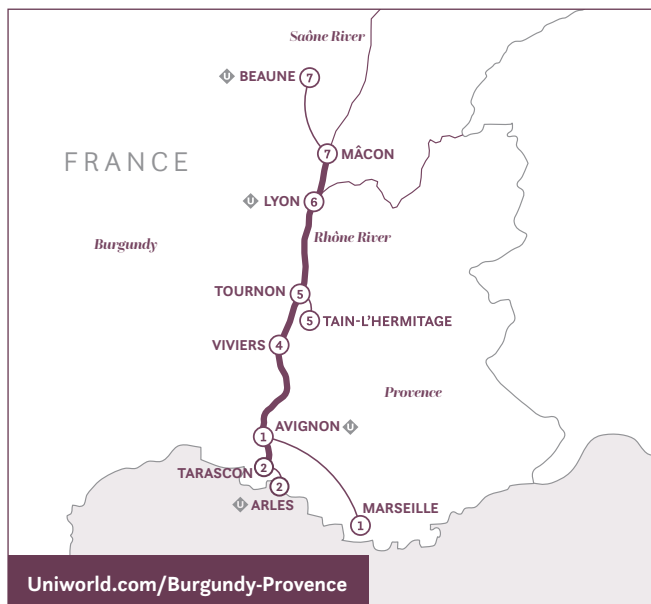 Saône River
U BEAUNE 7
7 MÂCON
FRANCE
U LYON 6
Burgundy
Rhône River
TOURNON 5
5 TAIN-L'HERMITAGE
VIVIERS 4
Provence
1 AVIGNON U
TARASCON 2
2
U ARLES
MARSEILLE
1
Uniworld.com/Burgundy-Provence